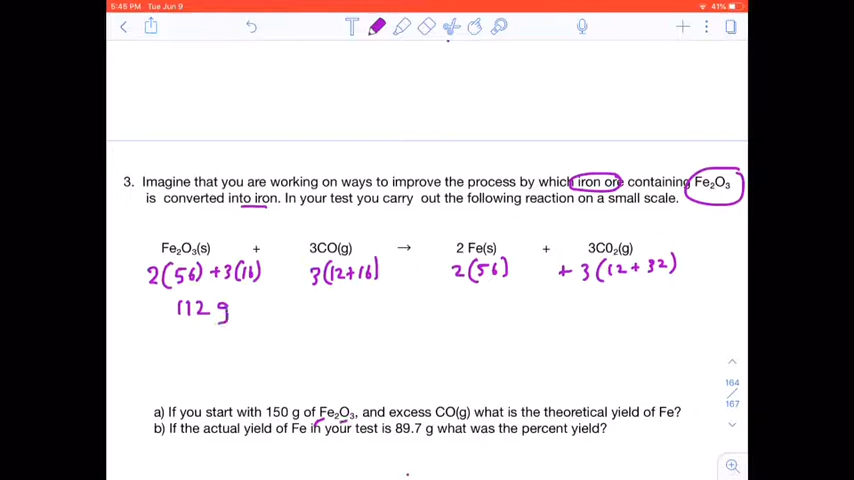 5:45 PM Tue Jun 9
41%
T
3. Imagine that you are working on ways to improve the process by which iron ore containing Fe₂O₃
is converted into iron. In your test you carry out the following reaction on a small scale.
Fe₂O₃(s) + 3CO(g) → 2 Fe(s) + 3C0₂(g)
2(56) +3(16) 3(12+16) 2(56) + 3(12+32)
112 g
164
167
a) If you start with 150 g of Fe₂O₃, and excess CO(g) what is the theoretical yield of Fe?
b) If the actual yield of Fe in your test is 89.7 g what was the percent yield?